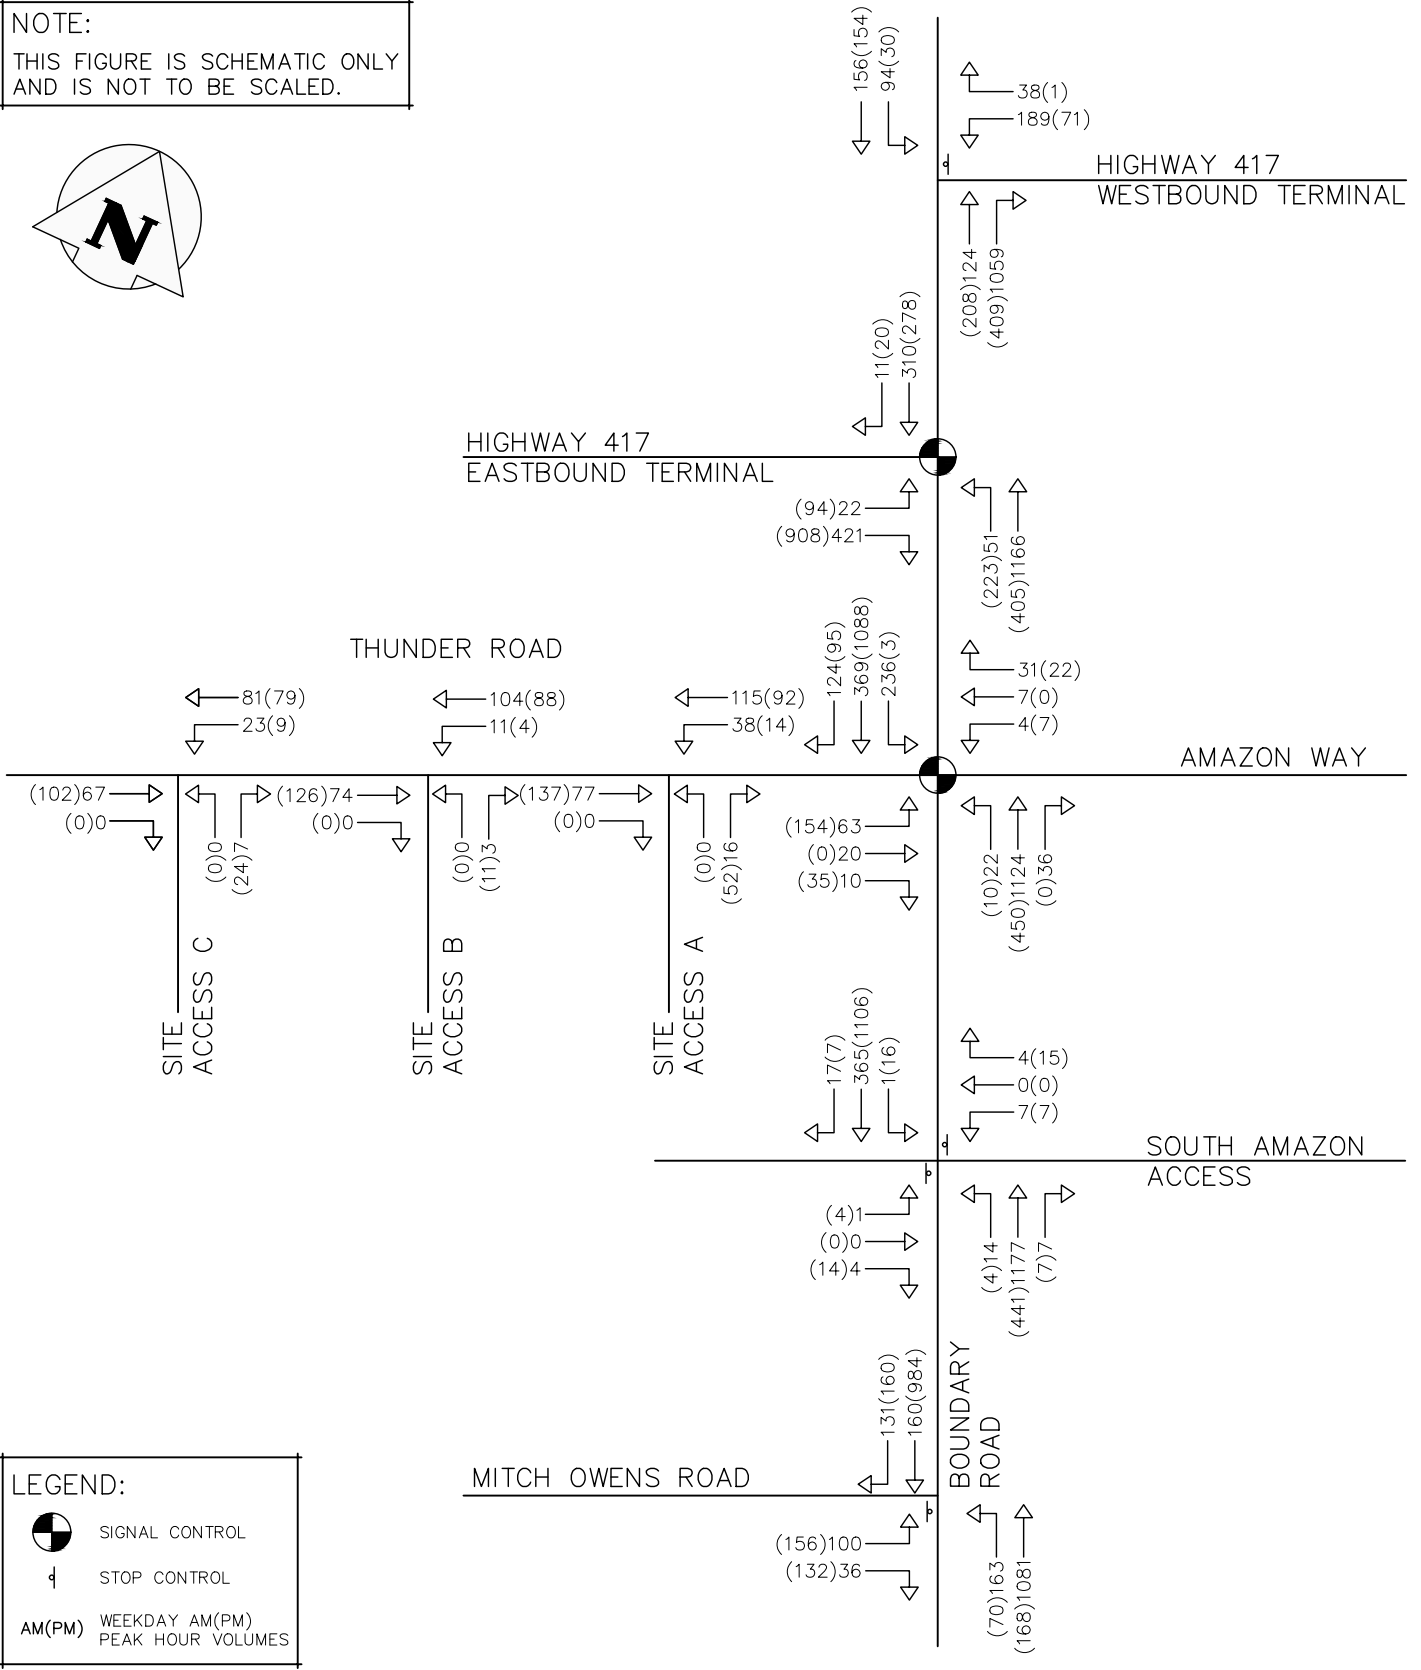 NOTE:
THIS FIGURE IS SCHEMATIC ONLY
AND IS NOT TO BE SCALED.
N
156(154)
94(30)
38(1)
189(71)
HIGHWAY 417
WESTBOUND TERMINAL
(208)124
(409)1059
11(20)
310(278)
HIGHWAY 417
EASTBOUND TERMINAL
(94)22
(908)421
(223)51
(405)1166
THUNDER ROAD
124(95)
369(1088)
236(3)
31(22)
7(0)
4(7)
81(79)
23(9)
104(88)
11(4)
115(92)
38(14)
AMAZON WAY
(102)67
(0)0
(0)0
(24)7
(126)74
(0)0
(0)0
(11)3
(137)77
(0)0
(0)0
(52)16
(154)63
(0)20
(35)10
(10)22
(450)1124
(0)36
SITE
ACCESS C
SITE
ACCESS B
SITE
ACCESS A
17(7)
365(1106)
1(16)
4(15)
0(0)
7(7)
SOUTH AMAZON
ACCESS
(4)1
(0)0
(14)4
(4)14
(441)1177
(7)7
131(160)
160(984)
BOUNDARY
ROAD
MITCH OWENS ROAD
(156)100
(132)36
(70)163
(168)1081
LEGEND:
SIGNAL CONTROL
STOP CONTROL
AM(PM)
WEEKDAY AM(PM)
PEAK HOUR VOLUMES